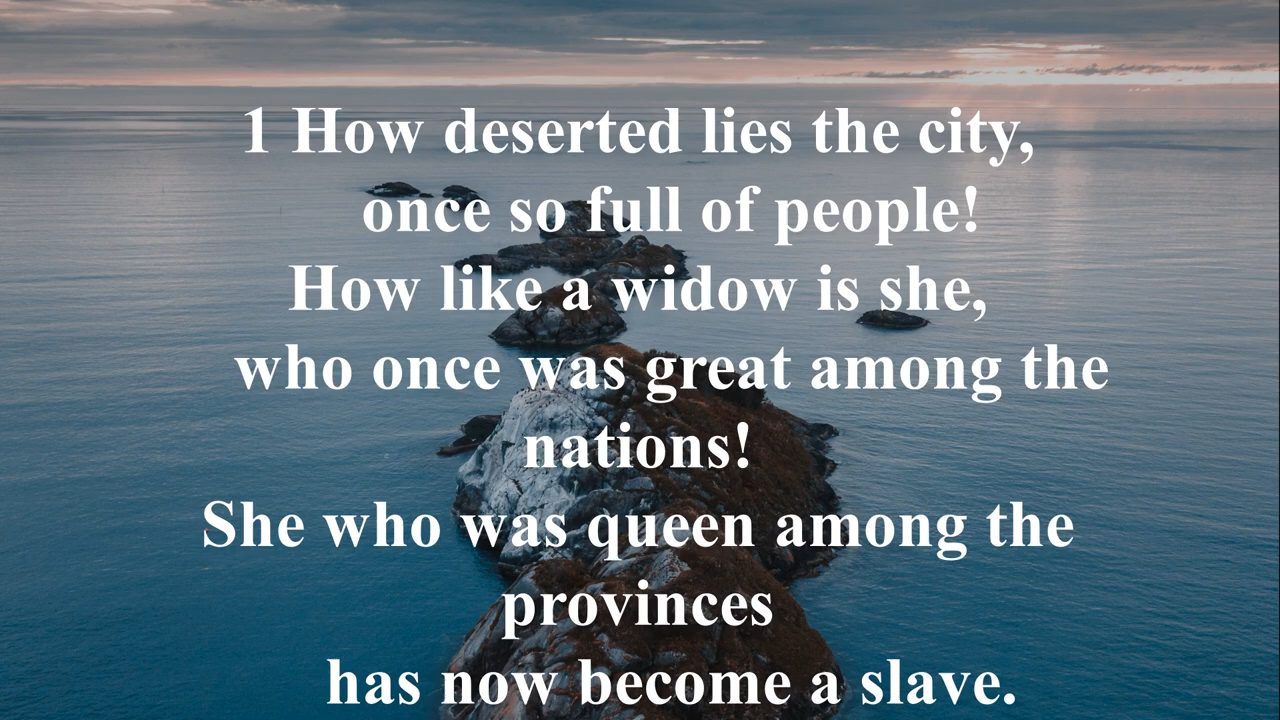 1 How deserted lies the city,
once so full of people!
How like a widow is she,
who once was great among the
nations!
She who was queen among the
provinces
has now become a slave.